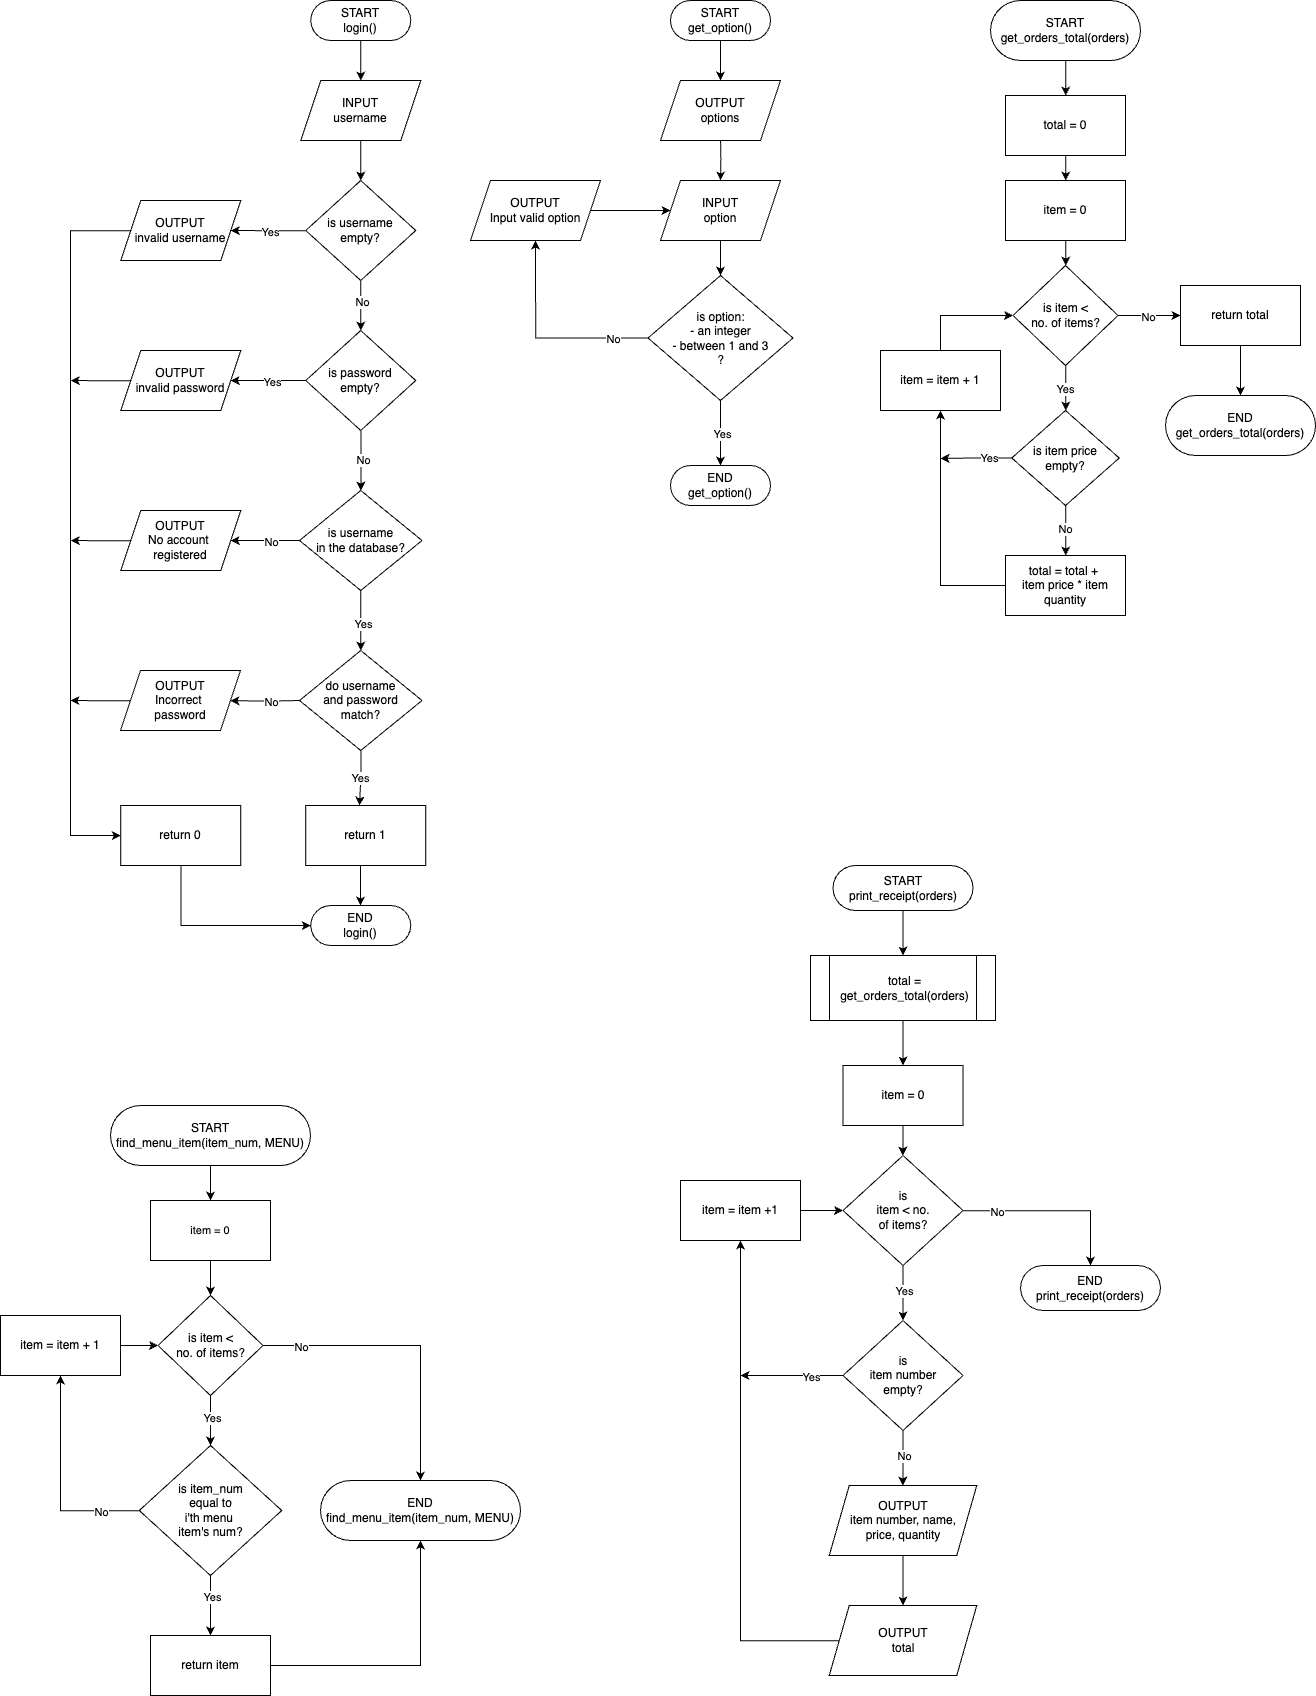 START
login()
INPUT
username
is username
empty?
Yes
OUTPUT
invalid username
No
is password
empty?
Yes
OUTPUT
invalid password
No
is username
in the database?
No
OUTPUT
No account
registered
Yes
do username
and password
match?
No
OUTPUT
Incorrect
password
Yes
return 0
return 1
END
login()
START
get_option()
OUTPUT
options
INPUT
option
OUTPUT
Input valid option
is option:
- an integer
- between 1 and 3
?
No
Yes
END
get_option()
START
get_orders_total(orders)
total = 0
item = 0
is item <
no. of items?
No
return total
END
get_orders_total(orders)
item = item + 1
Yes
is item price
empty?
Yes
No
total = total +
item price * item
quantity
START
find_menu_item(item_num, MENU)
item = 0
item = item + 1
is item <
no. of items?
No
Yes
is item_num
equal to
i'th menu
item's num?
No
Yes
return item
END
find_menu_item(item_num, MENU)
START
print_receipt(orders)
total =
get_orders_total(orders)
item = 0
item = item +1
is
item < no.
of items?
No
END
print_receipt(orders)
Yes
is
item number
empty?
Yes
No
OUTPUT
item number, name,
price, quantity
OUTPUT
total